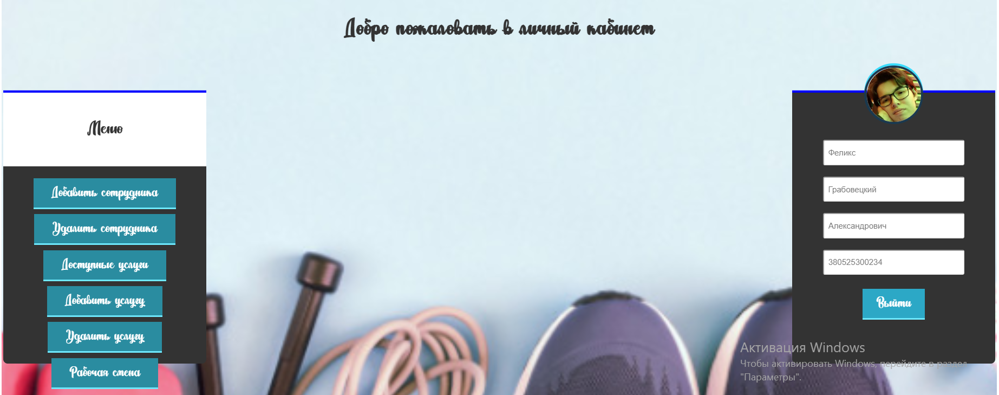 Добро пожаловать в личный кабинет
Меню
Добавить сотрудника
Удалить сотрудника
Доступные услуги
Добавить услугу
Удалить услугу
Рабочая смена
Феликс
Грабовецкий
Александрович
380525300234
Выйти
Активация Windows
Чтобы активировать Windows, перейдите в раздел
"Параметры".